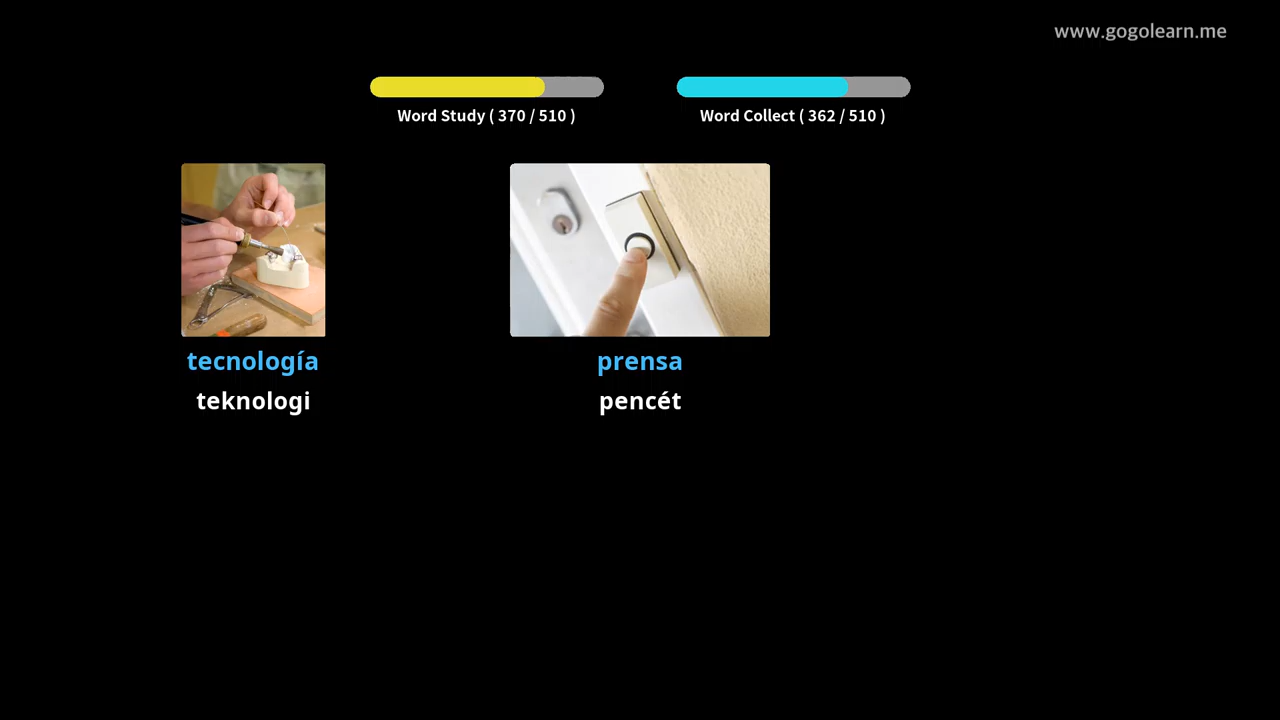 www.gogolearn.me
Word Study ( 370 / 510 )
Word Collect ( 362 / 510 )
tecnología
teknologi
prensa
pencét